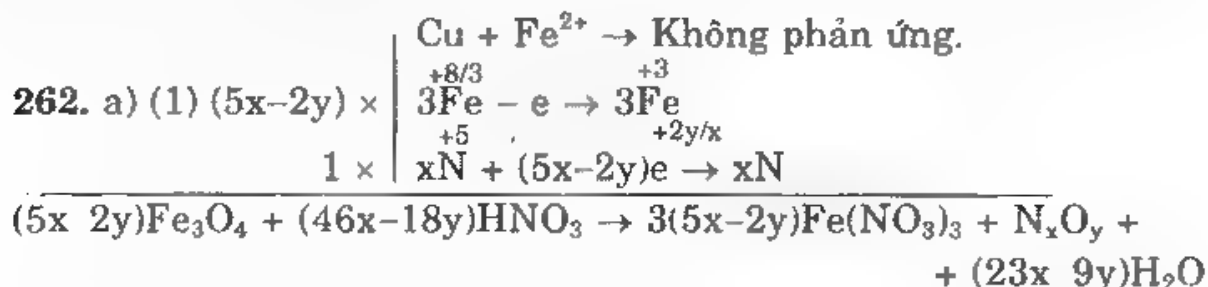 Cu + Fe²⁺ → Không phản ứng.
+8/3 +3
262. a) (1) (5x–2y) × | 3Fe – e → 3Fe
+5 +2y/x
1 × | xN + (5x–2y)e → xN
(5x 2y)Fe₃O₄ + (46x–18y)HNO₃ → 3(5x–2y)Fe(NO₃)₃ + NₓOᵧ +
+ (23x 9y)H₂O